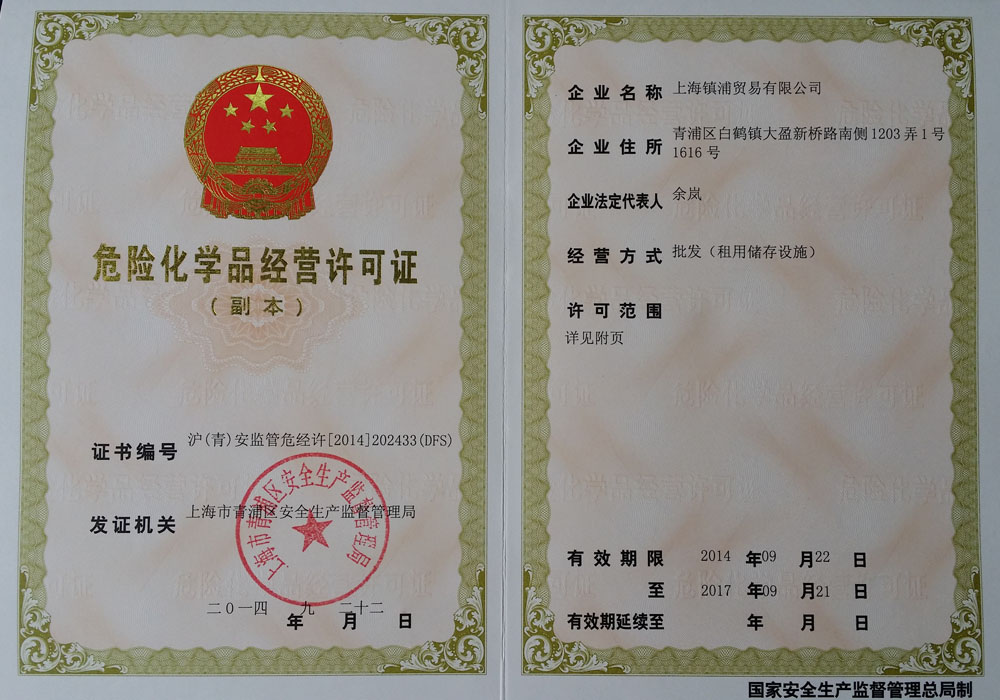 危险化学品经营许可证
（副本）
证书编号 沪(青)安监管危经许[2014]202433(DFS)
发证机关 上海市青浦区安全生产监督管理局
上海市青浦区安全生产监督管理局
二0一四 年 九 月 二十二 日
企业名称 上海镇浦贸易有限公司
企业住所 青浦区白鹤镇大盈新桥路南侧1203弄1号
1616号
企业法定代表人 余岚
经营方式 批发（租用储存设施）
许可范围
详见附页
有效期限 2014 年09 月22 日
至 2017 年09 月21 日
有效期延续至 年 月 日
国家安全生产监督管理总局制